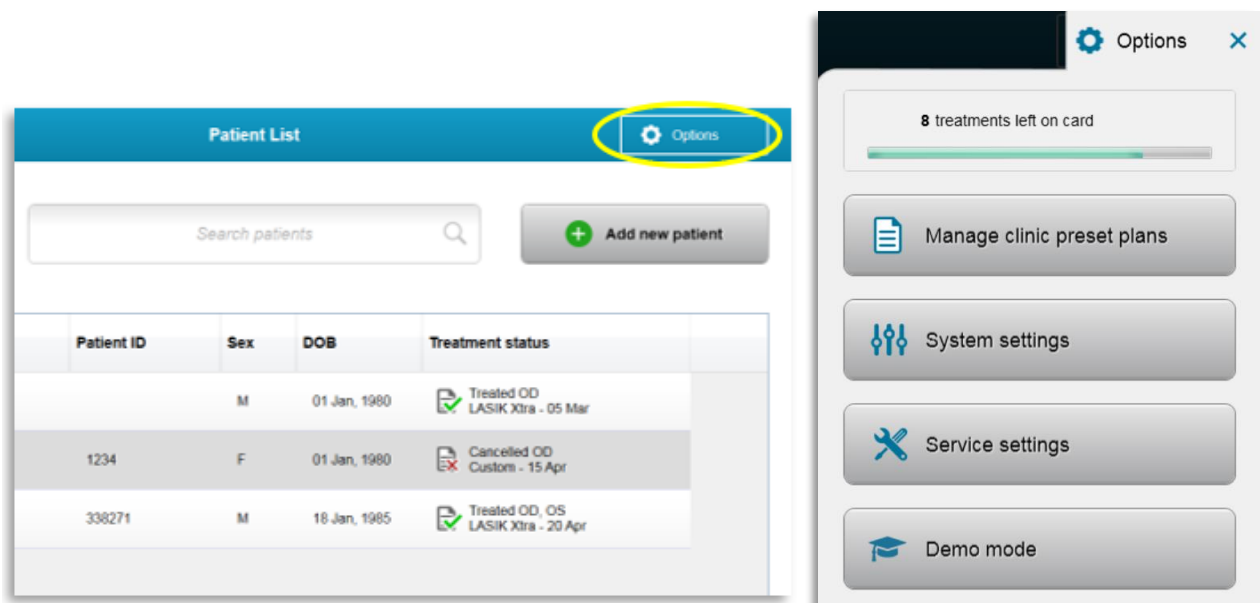 Patient List
Options
Search patients
Add new patient
Patient ID
Sex
DOB
Treatment status
M
01 Jan, 1980
Treated OD
LASIK Xtra - 05 Mar
1234
F
01 Jan, 1980
Cancelled OD
Custom - 15 Apr
338271
M
18 Jan, 1985
Treated OD, OS
LASIK Xtra - 20 Apr
Options
8 treatments left on card
Manage clinic preset plans
System settings
Service settings
Demo mode